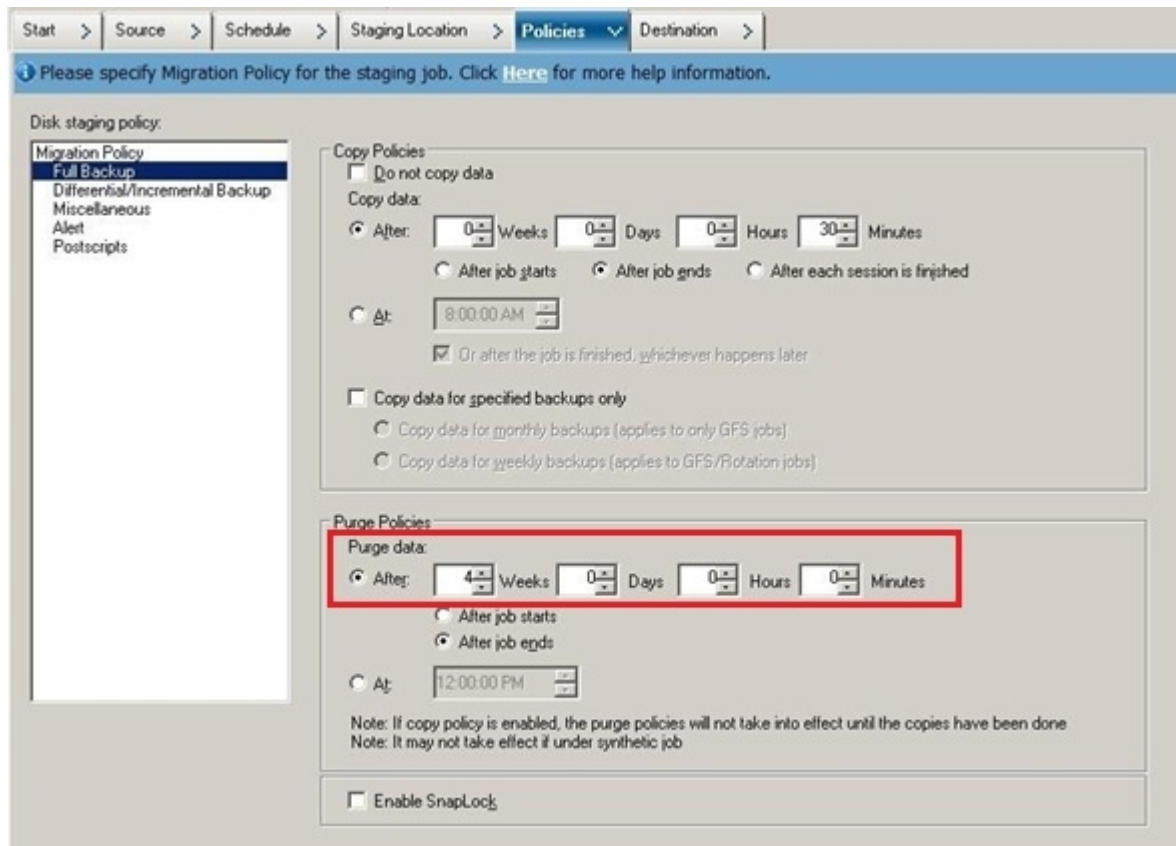 Start > Source > Schedule > Staging Location > Policies Destination >
Please specify Migration Policy for the staging job. Click Here for more help information.
Disk staging policy:
Migration Policy
Full Backup
Differential/Incremental Backup
Miscellaneous
Alert
Postscripts
Copy Policies
Do not copy data
Copy data:
After: 0 Weeks 0 Days 0 Hours 30 Minutes
After job starts After job ends After each session is finished
At: 8:00:00 AM
Or after the job is finished, whichever happens later
Copy data for specified backups only
Copy data for monthly backups (applies to only GFS jobs)
Copy data for weekly backups (applies to GFS/Rotation jobs)
Purge Policies
Purge data:
After: 4 Weeks 0 Days 0 Hours 0 Minutes
After job starts
After job ends
At: 12:00:00 PM
Note: If copy policy is enabled, the purge policies will not take into effect until the copies have been done
Note: It may not take effect if under synthetic job
Enable SnapLock